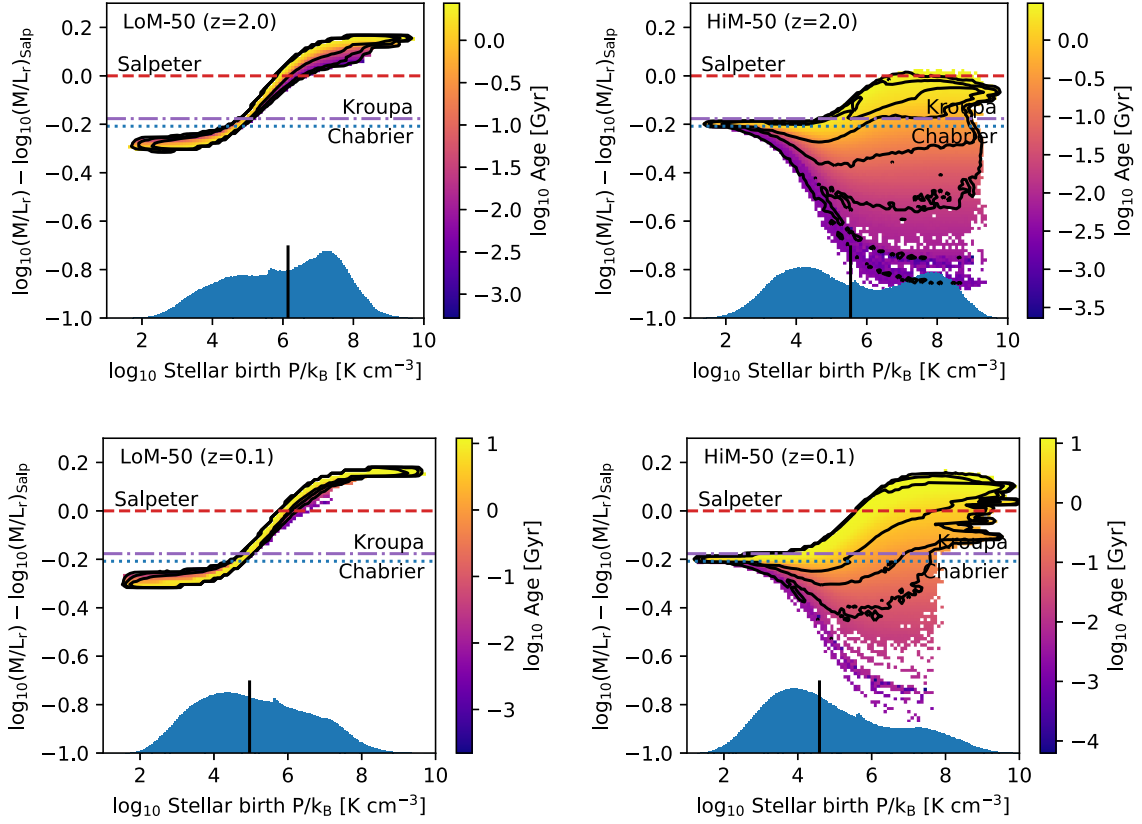 LoM-50 (z=2.0)
Salpeter
Kroupa
Chabrier
0.2
0.0
−0.2
−0.4
−0.6
−0.8
−1.0
log₁₀(M/Lᵣ) − log₁₀(M/Lᵣ)Salp
2 4 6 8 10
log₁₀ Stellar birth P/k_B [K cm⁻³]
0.0
−0.5
−1.0
−1.5
−2.0
−2.5
−3.0
log₁₀ Age [Gyr]
HiM-50 (z=2.0)
Salpeter
Kroupa
Chabrier
0.2
0.0
−0.2
−0.4
−0.6
−0.8
−1.0
log₁₀(M/Lᵣ) − log₁₀(M/Lᵣ)Salp
2 4 6 8 10
log₁₀ Stellar birth P/k_B [K cm⁻³]
0.0
−0.5
−1.0
−1.5
−2.0
−2.5
−3.0
−3.5
log₁₀ Age [Gyr]
LoM-50 (z=0.1)
Salpeter
Kroupa
Chabrier
0.2
0.0
−0.2
−0.4
−0.6
−0.8
−1.0
log₁₀(M/Lᵣ) − log₁₀(M/Lᵣ)Salp
2 4 6 8 10
log₁₀ Stellar birth P/k_B [K cm⁻³]
1
0
−1
−2
−3
log₁₀ Age [Gyr]
HiM-50 (z=0.1)
Salpeter
Kroupa
Chabrier
0.2
0.0
−0.2
−0.4
−0.6
−0.8
−1.0
log₁₀(M/Lᵣ) − log₁₀(M/Lᵣ)Salp
2 4 6 8 10
log₁₀ Stellar birth P/k_B [K cm⁻³]
1
0
−1
−2
−3
−4
log₁₀ Age [Gyr]